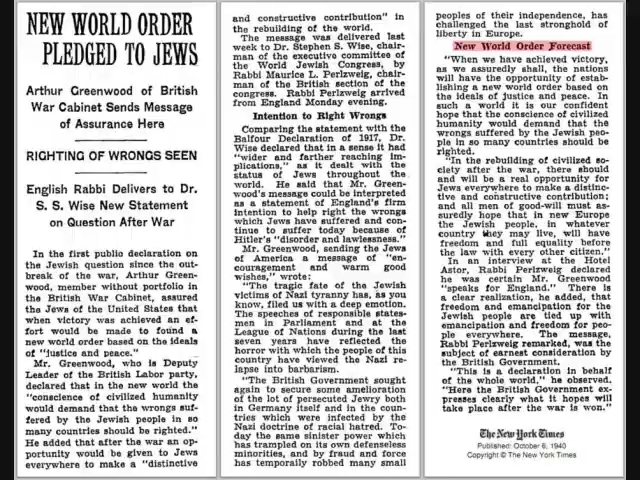 NEW WORLD ORDER
PLEDGED TO JEWS
Arthur Greenwood of British
War Cabinet Sends Message
of Assurance Here
RIGHTING OF WRONGS SEEN
English Rabbi Delivers to Dr.
S. S. Wise New Statement
on Question After War
In the first public declaration on
the Jewish question since the out-
break of the war, Arthur Green-
wood, member without portfolio in
the British War Cabinet, assured
the Jews of the United States that
when victory was achieved an ef-
fort would be made to found a
new world order based on the ideals
of "justice and peace."
Mr. Greenwood, who is Deputy
Leader of the British Labor party,
declared that in the new world the
"conscience of civilized humanity
would demand that the wrongs suf-
fered by the Jewish people in so
many countries should be righted."
He added that after the war an op-
portunity would be given to Jews
everywhere to make a "distinctive
and constructive contribution" in
the rebuilding of the world.
The message was delivered last
week to Dr. Stephen S. Wise, chair-
man of the executive committee of
the World Jewish Congress, by
Rabbi Maurice L. Perlzweig, chair-
man of the British section of the
congress. Rabbi Perlzweig arrived
from England Monday evening.
Intention to Right Wrongs
Comparing the statement with the
Balfour Declaration of 1917, Dr.
Wise declared that in a sense it had
"wider and farther reaching im-
plications," as it dealt with the
status of Jews throughout the
world. He said that Mr. Green-
wood's message could be interpreted
as a statement of England's firm
intention to help right the wrongs
which Jews have suffered and con-
tinue to suffer today because of
Hitler's "disorder and lawlessness."
Mr. Greenwood, sending the Jews
of America a message of "en-
couragement and warm good
wishes," wrote:
"The tragic fate of the Jewish
victims of Nazi tyranny has, as you
know, filed us with a deep emotion.
The speeches of responsible states-
men in Parliament and at the
League of Nations during the last
seven years have reflected the
horror with which the people of this
country have viewed the Nazi re-
lapse into barbarism.
"The British Government sought
again to secure some amelioration
of the lot of persecuted Jewry both
in Germany itself and in the coun-
tries which were infected by the
Nazi doctrine of racial hatred. To-
day the same sinister power which
has trampled on its own defenseless
minorities, and by fraud and force
has temporaly robbed many small
peoples of their independence, has
challenged the last stronghold of
liberty in Europe.
New World Order Forecast
"When we have achieved victory,
as we assuredly shall, the nations
will have the opportunity of estab-
lishing a new world order based on
the ideals of justice and peace. In
such a world it is our confident
hope that the conscience of civilized
humanity would demand that the
wrongs suffered by the Jewish peo-
ple in so many countries should be
righted.
"In the rebuilding of civilized so-
ciety after the war, there should
and will be a real opportunity for
Jews everywhere to make a distinc-
tive and constructive contribution;
and all men of good-will must as-
suredly hope that in new Europe
the Jewish people, in whatever
country they may live, will have
freedom and full equality before
the law with every other citizen."
In an interview at the Hotel
Astor, Rabbi Perlzweig declared
he was certain Mr. Greenwood
"speaks for England." There is
a clear realization, he added, that
freedom and emancipation for the
Jewish people are tied up with
emancipation and freedom for peo-
ple everywhere. The message,
Rabbi Perlzweig remarked, was the
subject of earnest consideration by
the British Government.
"This is a declaration in behalf
of the whole world," he observed.
"Here the British Government ex-
presses clearly what it hopes will
take place after the war is won."
The New York Times
Published: October 6, 1940
Copyright © The New York Times